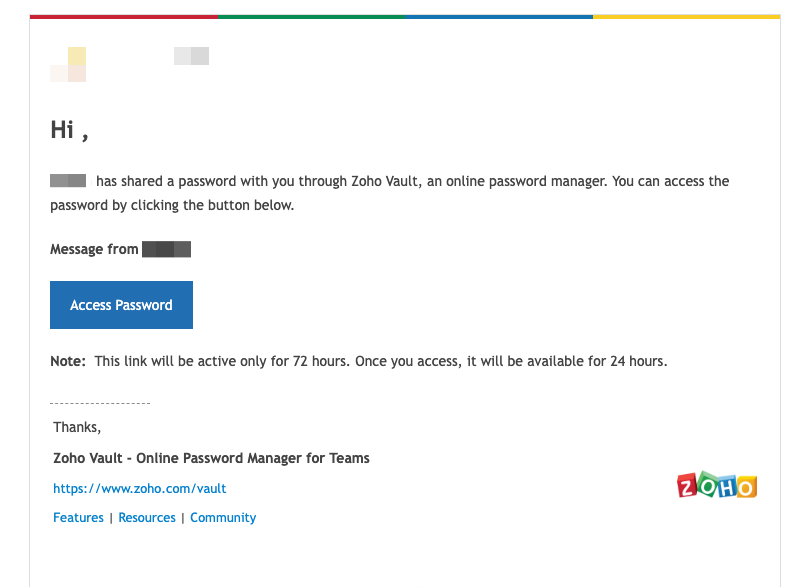 Hi ,
has shared a password with you through Zoho Vault, an online password manager. You can access the
password by clicking the button below.
Message from
Access Password
Note: This link will be active only for 72 hours. Once you access, it will be available for 24 hours.
Thanks,
Zoho Vault - Online Password Manager for Teams
https://www.zoho.com/vault
ZOHO
Features | Resources | Community